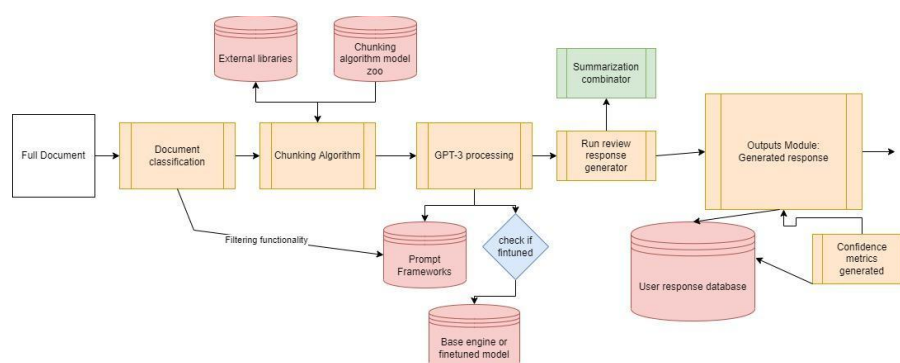 External libraries
Chunking
algorithm model
zoo
Summarization
combinator
Full Document
Document
classification
Chunking Algorithm
GPT-3 processing
Run review
response
generator
Outputs Module:
Generated response
Filtering functionality
Prompt
Frameworks
check if
fintuned
User response database
Confidence
metrics
generated
Base engine or
finetuned model